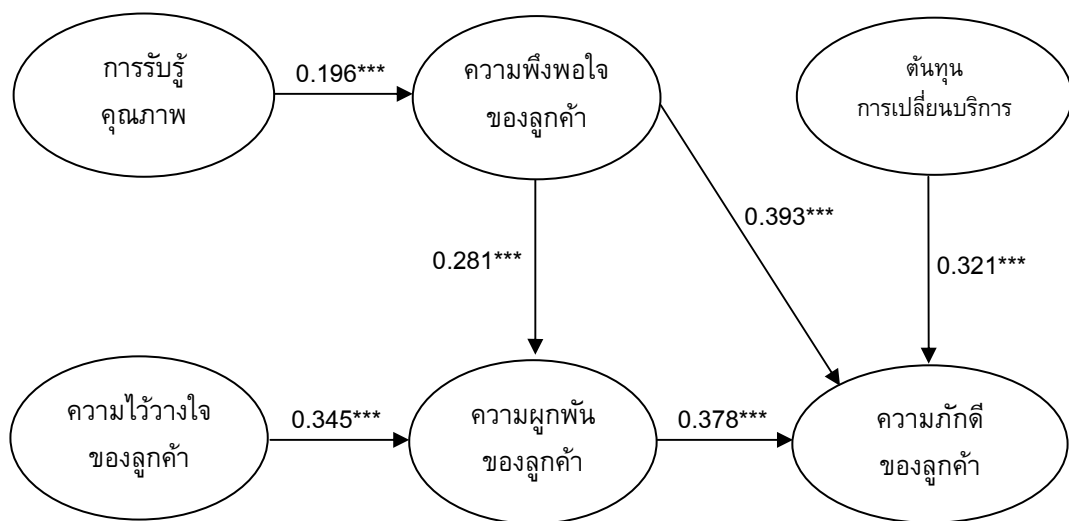 การรับรู้
คุณภาพ
0.196***
ความพึงพอใจ
ของลูกค้า
ต้นทุน
การเปลี่ยนบริการ
0.393***
0.281***
0.321***
ความไว้วางใจ
ของลูกค้า
0.345***
ความผูกพัน
ของลูกค้า
0.378***
ความภักดี
ของลูกค้า